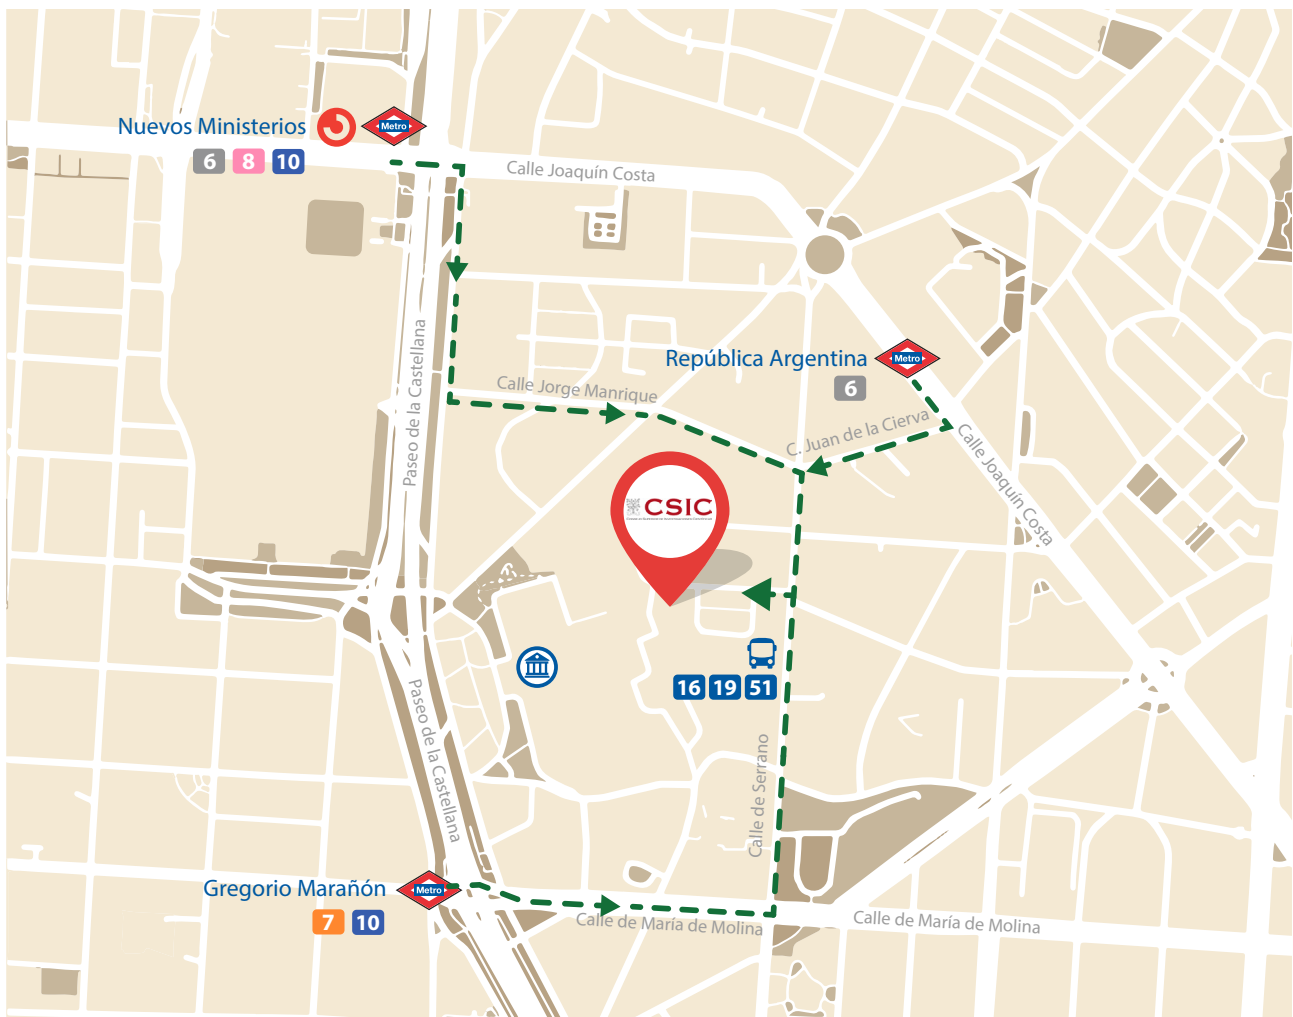 Nuevos Ministerios
Metro
6 8 10
Calle Joaquín Costa
Paseo de la Castellana
República Argentina
Metro
6
Calle Jorge Manrique
C. Juan de la Cierva
Calle Joaquín Costa
CSIC
16 19 51
Paseo de la Castellana
Calle de Serrano
Gregorio Marañón
Metro
7 10
Calle de María de Molina
Calle de María de Molina